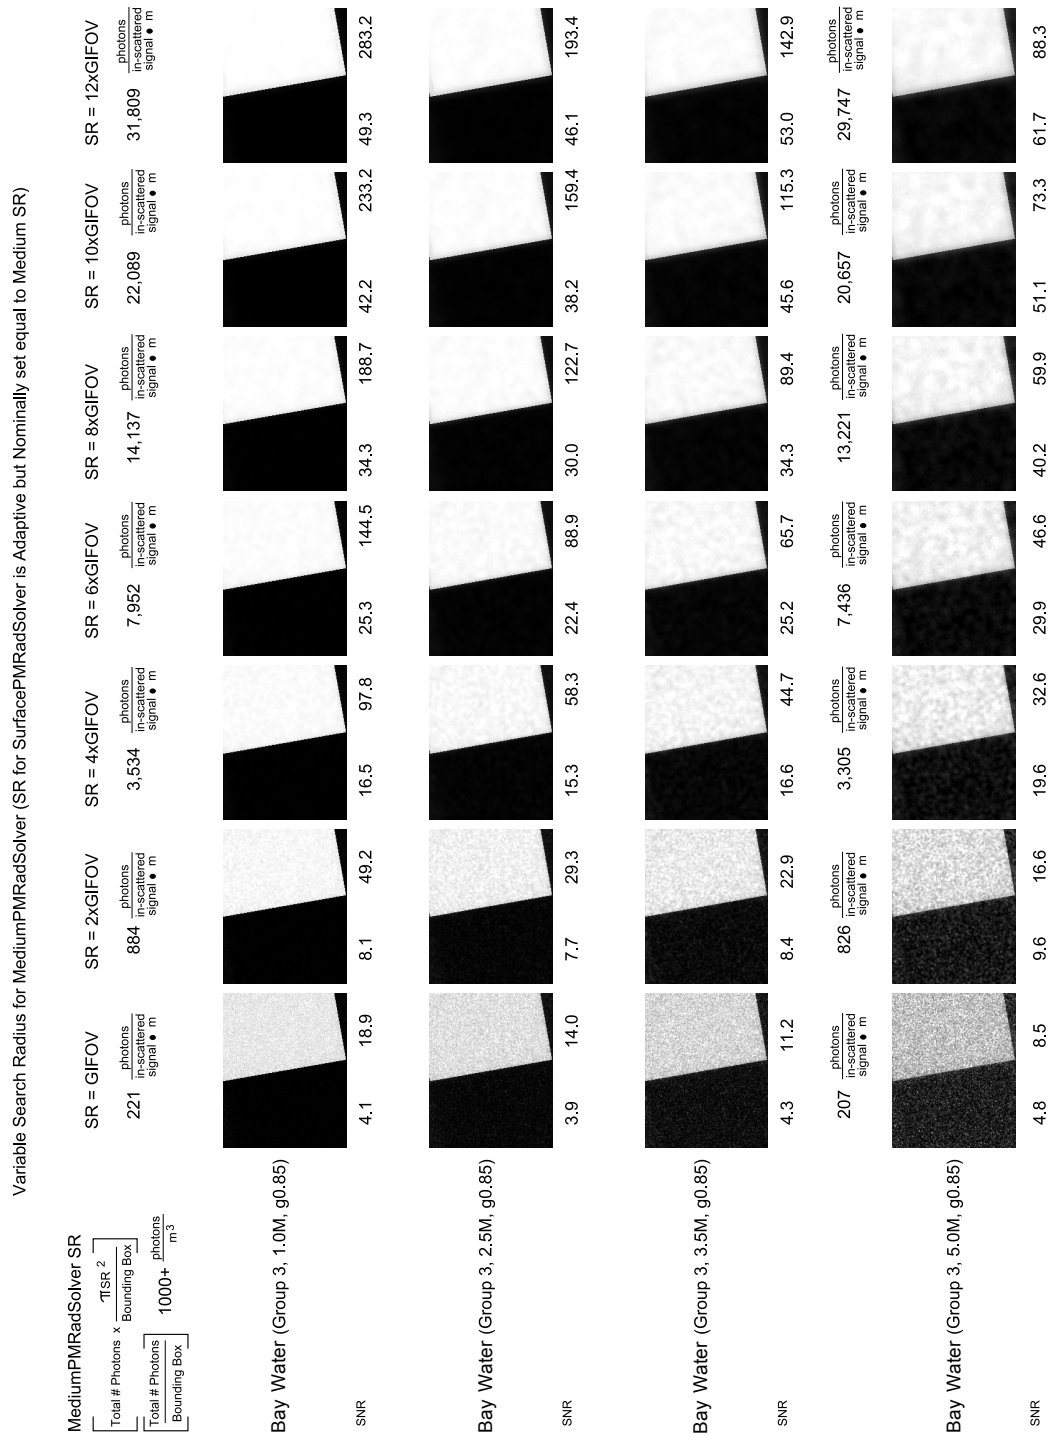 Variable Search Radius for MediumPMRadSolver (SR for SurfacePMRadSolver is Adaptive but Nominally set equal to Medium SR)
MediumPMRadSolver SR
SR = GIFOV
SR = 2xGIFOV
SR = 4xGIFOV
SR = 6xGIFOV
SR = 8xGIFOV
SR = 10xGIFOV
SR = 12xGIFOV
[Total # Photons x πSR 2
Bounding Box]
221 photons
in-scattered
signal ● m
884 photons
in-scattered
signal ● m
3,534 photons
in-scattered
signal ● m
7,952 photons
in-scattered
signal ● m
14,137 photons
in-scattered
signal ● m
22,089 photons
in-scattered
signal ● m
31,809 photons
in-scattered
signal ● m
[Total # Photons
Bounding Box]
1000+ photons
m 3
Bay Water (Group 3, 1.0M, g0.85)
SNR
4.1 18.9
8.1 49.2
16.5 97.8
25.3 144.5
34.3 188.7
42.2 233.2
49.3 283.2
Bay Water (Group 3, 2.5M, g0.85)
SNR
3.9 14.0
7.7 29.3
15.3 58.3
22.4 88.9
30.0 122.7
38.2 159.4
46.1 193.4
Bay Water (Group 3, 3.5M, g0.85)
SNR
4.3 11.2
8.4 22.9
16.6 44.7
25.2 65.7
34.3 89.4
45.6 115.3
53.0 142.9
207 photons
in-scattered
signal ● m
826 photons
in-scattered
signal ● m
3,305 photons
in-scattered
signal ● m
7,436 photons
in-scattered
signal ● m
13,221 photons
in-scattered
signal ● m
20,657 photons
in-scattered
signal ● m
29,747 photons
in-scattered
signal ● m
Bay Water (Group 3, 5.0M, g0.85)
SNR
4.8 8.5
9.6 16.6
19.6 32.6
29.9 46.6
40.2 59.9
51.1 73.3
61.7 88.3